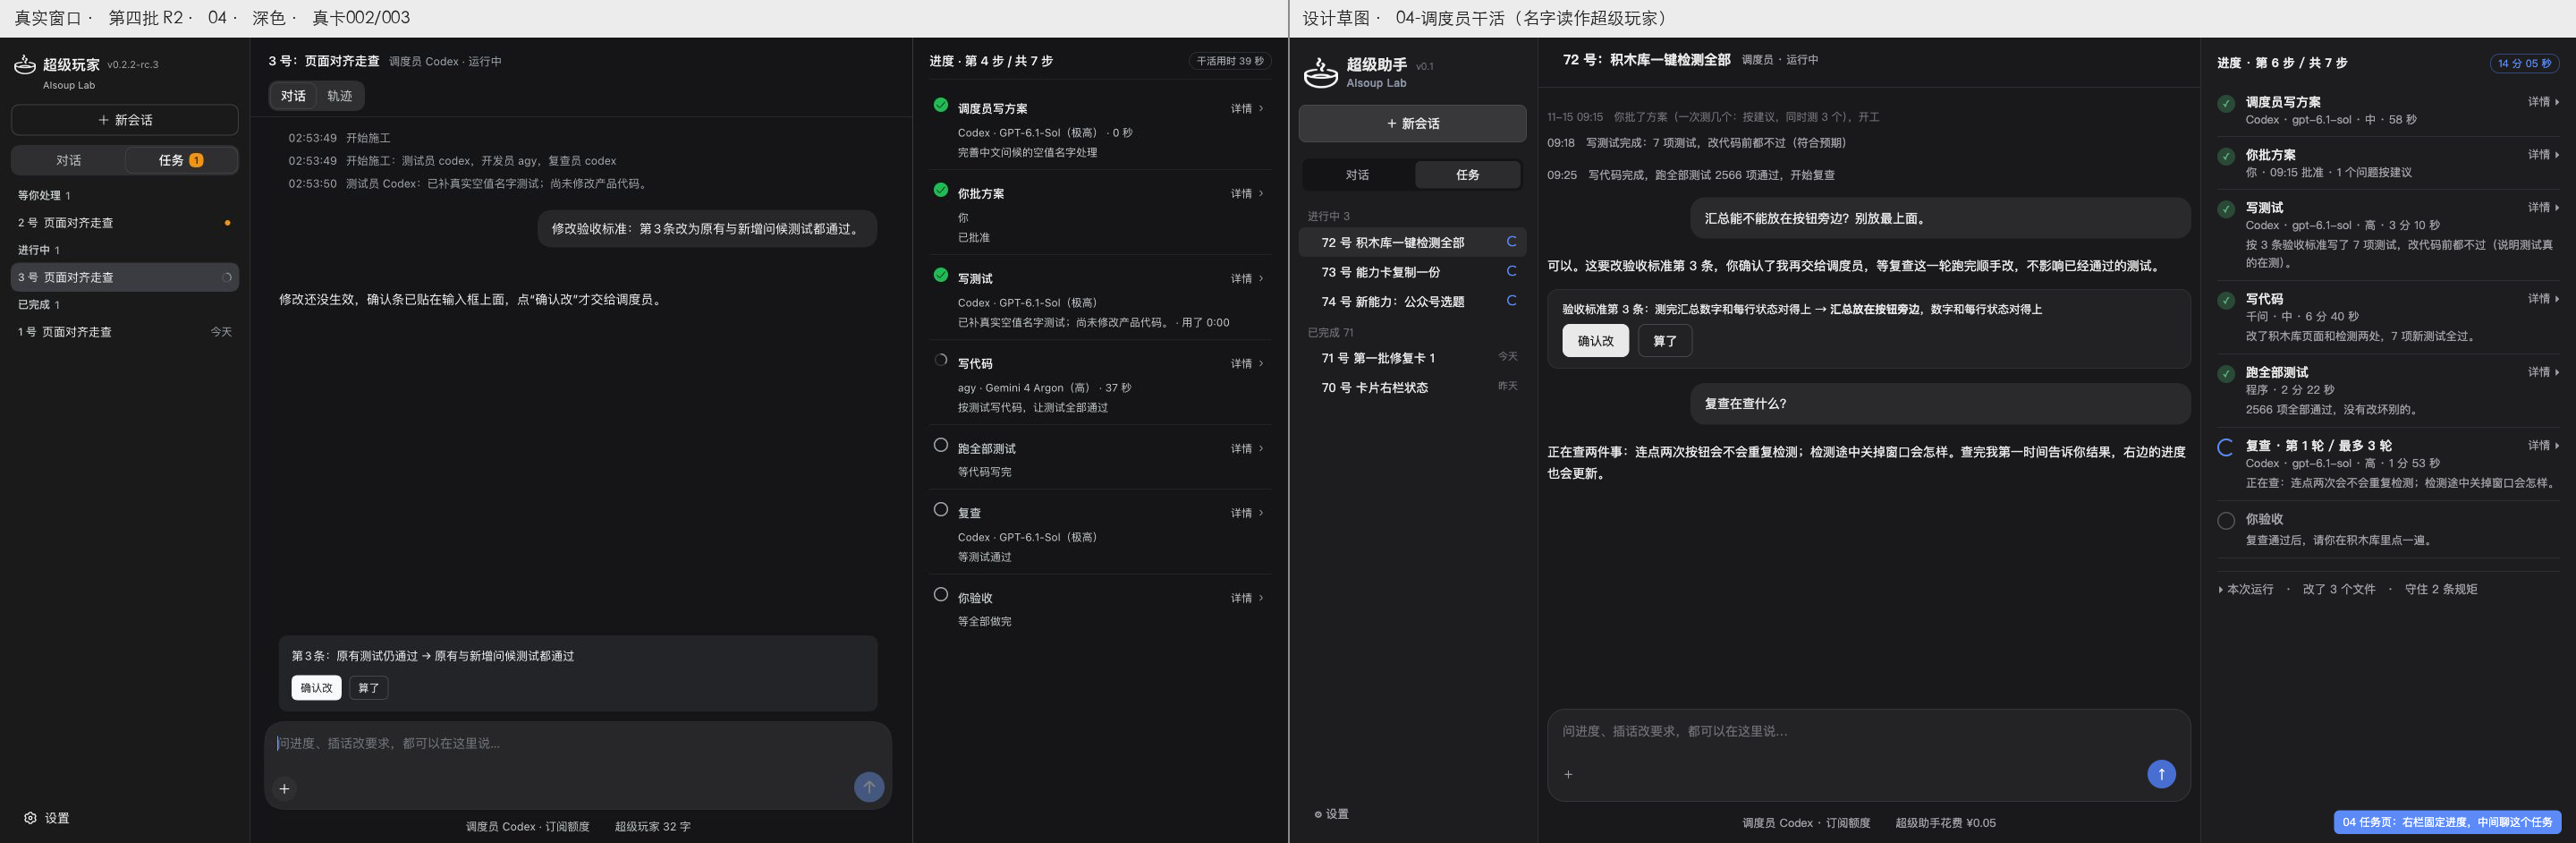 真实窗口 · 第四批 R2 · 04 · 深色 · 真卡002/003
超级玩家 v0.2.2-rc.3
AIsoup Lab
＋ 新会话
对话 任务 1
等你处理 1
2 号 页面对齐走查
进行中 1
3 号 页面对齐走查
已完成 1
1 号 页面对齐走查 今天
设置
3 号：页面对齐走查 调度员 Codex · 运行中
对话 轨迹
02:53:49 开始施工
02:53:49 开始施工：测试员 codex，开发员 agy，复查员 codex
02:53:50 测试员 Codex：已补真实空值名字测试；尚未修改产品代码。
修改验收标准：第3条改为原有与新增问候测试都通过。
修改还没生效，确认条已贴在输入框上面，点“确认改”才交给调度员。
第3条：原有测试仍通过 → 原有与新增问候测试都通过
确认改 算了
问进度、插话改要求，都可以在这里说...
+
调度员 Codex · 订阅额度 超级玩家 32 字
进度 · 第 4 步 / 共 7 步 干活用时 39 秒
调度员写方案 详情 ›
Codex · GPT-6.1-Sol（极高） · 0 秒
完善中文问候的空值名字处理
你批方案 详情 ›
你
已批准
写测试 详情 ›
Codex · GPT-6.1-Sol（极高）
已补真实空值名字测试；尚未修改产品代码。 · 用了 0:00
写代码 详情 ›
agy · Gemini 4 Argon（高） · 37 秒
按测试写代码，让测试全部通过
跑全部测试 详情 ›
等代码写完
复查 详情 ›
Codex · GPT-6.1-Sol（极高）
等测试通过
你验收 详情 ›
等全部做完
设计草图 · 04-调度员干活（名字读作超级玩家）
超级助手 v0.1
AIsoup Lab
＋ 新会话
对话 任务
进行中 3
72 号 积木库一键检测全部
73 号 能力卡复制一份
74 号 新能力：公众号选题
已完成 71
71 号 第一批修复卡 1 今天
70 号 卡片右栏状态 昨天
设置
72 号：积木库一键检测全部 调度员 · 运行中
11-15 09:15 你批了方案（一次测几个：按建议，同时测 3 个），开工
09:18 写测试完成：7 项测试，改代码前都不过（符合预期）
09:25 写代码完成，跑全部测试 2566 项通过，开始复查
汇总能不能放在按钮旁边？别放最上面。
可以。这要改验收标准第 3 条，你确认了我再交给调度员，等复查这一轮跑完顺手改，不影响已经通过的测试。
验收标准第 3 条：测完汇总数字和每行状态对得上 → 汇总放在按钮旁边，数字和每行状态对得上
确认改 算了
复查在查什么？
正在查两件事：连点两次按钮会不会重复检测；检测途中关掉窗口会怎样。查完我第一时间告诉你结果，右边的进度
也会更新。
问进度、插话改要求，都可以在这里说...
+
调度员 Codex · 订阅额度 超级助手花费 ¥0.05
进度 · 第 6 步 / 共 7 步 14 分 05 秒
调度员写方案 详情
Codex · gpt-6.1-sol · 中 · 58 秒
你批方案 详情
你 · 09:15 批准 · 1 个问题按建议
写测试 详情
Codex · gpt-6.1-sol · 高 · 3 分 10 秒
按 3 条验收标准写了 7 项测试，改代码前都不过（说明测试真
的在测）。
写代码 详情
千问 · 中 · 6 分 40 秒
改了积木库页面和检测两处，7 项新测试全过。
跑全部测试 详情
程序 · 2 分 22 秒
2566 项全部通过，没有改坏别的。
复查 · 第 1 轮 / 最多 3 轮 详情
Codex · gpt-6.1-sol · 高 · 1 分 53 秒
正在查：连点两次会不会重复检测；检测途中关掉窗口会怎样。
你验收
复查通过后，请你在积木库里点一遍。
本次运行 · 改了 3 个文件 · 守住 2 条规矩
04 任务页：右栏固定进度，中间聊这个任务